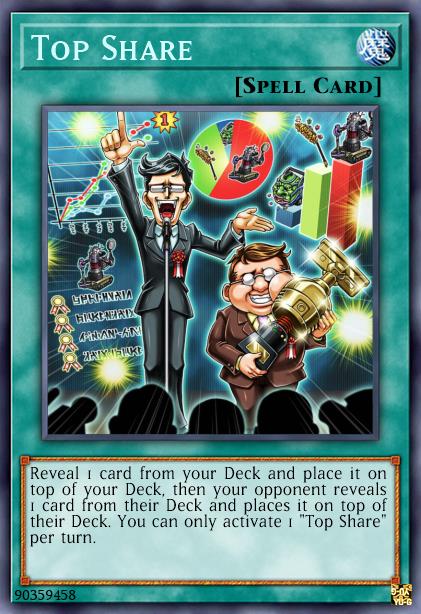 Top Share
[Spell Card]
1
Reveal 1 card from your Deck and place it on
top of your Deck, then your opponent reveals
1 card from their Deck and places it on top of
their Deck. You can only activate 1 "Top Share"
per turn.
90359458